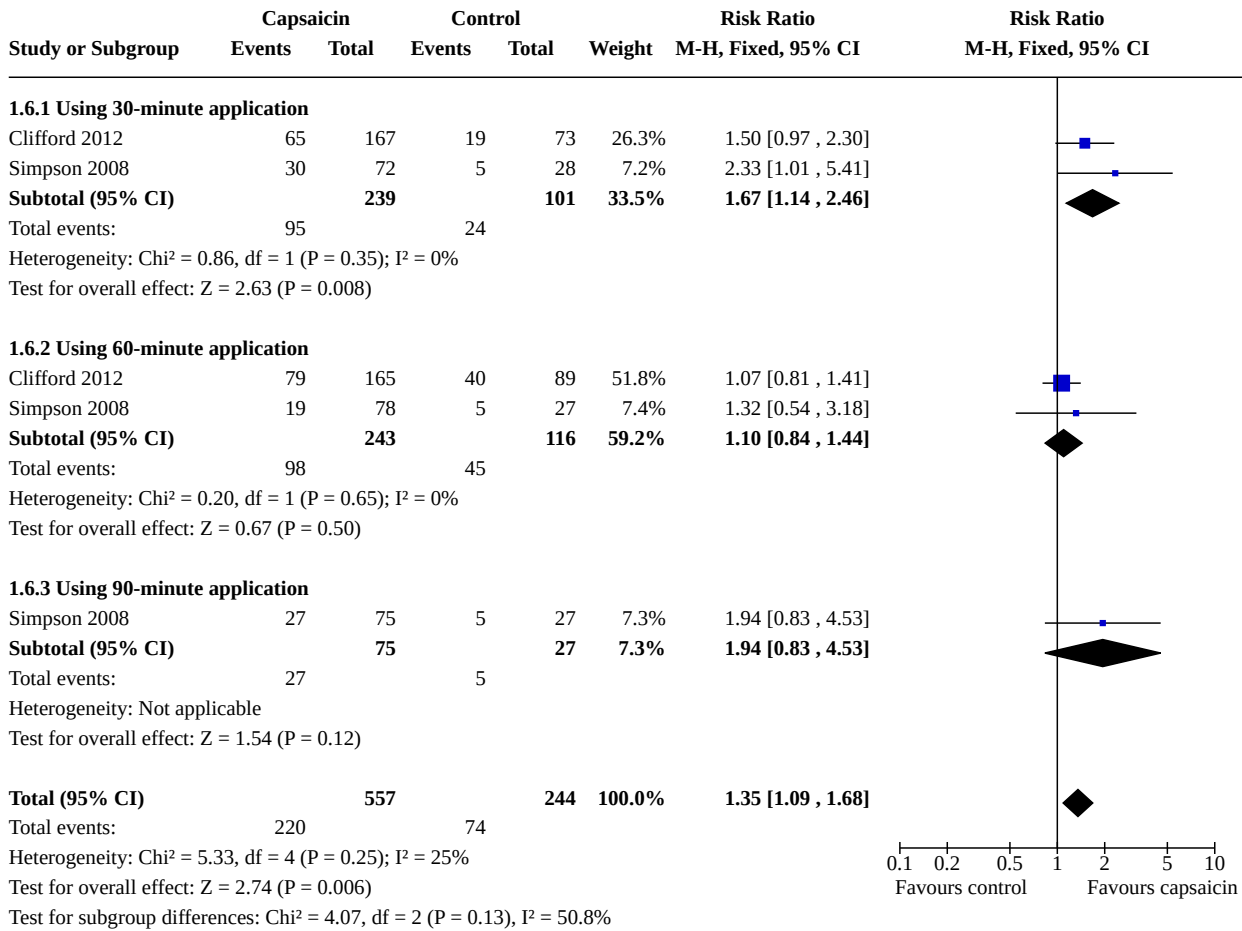 Capsaicin Control Risk Ratio Risk Ratio
Study or Subgroup Events Total Events Total Weight M-H, Fixed, 95% CI M-H, Fixed, 95% CI
1.6.1 Using 30-minute application
Clifford 2012 65 167 19 73 26.3% 1.50 [0.97 , 2.30]
Simpson 2008 30 72 5 28 7.2% 2.33 [1.01 , 5.41]
Subtotal (95% CI) 239 101 33.5% 1.67 [1.14 , 2.46]
Total events: 95 24
Heterogeneity: Chi² = 0.86, df = 1 (P = 0.35); I² = 0%
Test for overall effect: Z = 2.63 (P = 0.008)
1.6.2 Using 60-minute application
Clifford 2012 79 165 40 89 51.8% 1.07 [0.81 , 1.41]
Simpson 2008 19 78 5 27 7.4% 1.32 [0.54 , 3.18]
Subtotal (95% CI) 243 116 59.2% 1.10 [0.84 , 1.44]
Total events: 98 45
Heterogeneity: Chi² = 0.20, df = 1 (P = 0.65); I² = 0%
Test for overall effect: Z = 0.67 (P = 0.50)
1.6.3 Using 90-minute application
Simpson 2008 27 75 5 27 7.3% 1.94 [0.83 , 4.53]
Subtotal (95% CI) 75 27 7.3% 1.94 [0.83 , 4.53]
Total events: 27 5
Heterogeneity: Not applicable
Test for overall effect: Z = 1.54 (P = 0.12)
Total (95% CI) 557 244 100.0% 1.35 [1.09 , 1.68]
Total events: 220 74
Heterogeneity: Chi² = 5.33, df = 4 (P = 0.25); I² = 25%
0.1 0.2 0.5 1 2 5 10
Test for overall effect: Z = 2.74 (P = 0.006)
Favours control Favours capsaicin
Test for subgroup differences: Chi² = 4.07, df = 2 (P = 0.13), I² = 50.8%